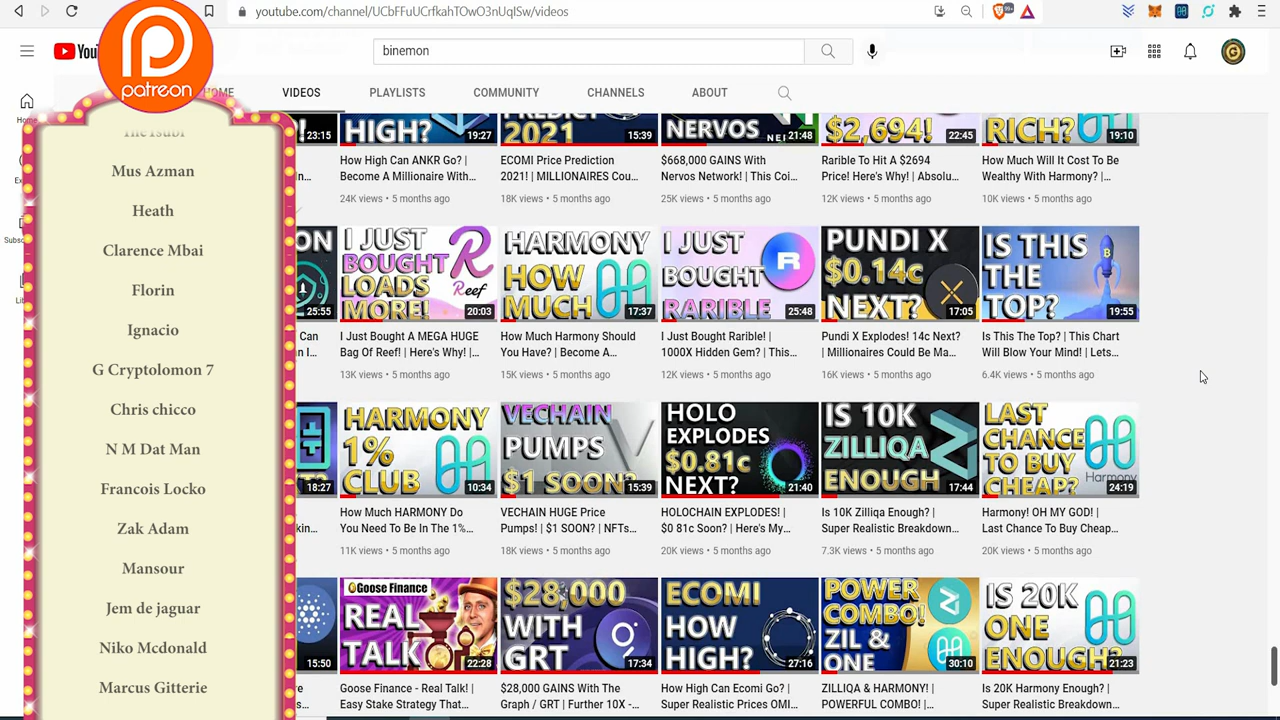 youtube.com/channel/UCbFFuUCrfkahTOwO3nUqlSw/videos
99+
You
binemon
patreon
HOME
VIDEOS
PLAYLISTS
COMMUNITY
CHANNELS
ABOUT
Mus Azman
Heath
Clarence Mbai
Florin
Ignacio
G Cryptolomon 7
Chris chicco
N M Dat Man
Francois Locko
Zak Adam
Mansour
Jem de jaguar
Niko Mcdonald
Marcus Gitterie
23:15
HIGH?
19:27
PREDICT
2021
15:39
NERVOS
21:48
$2,694!
22:45
RICH?
19:10
How High Can ANKR Go? |
Become A Millionaire With...
24K views • 5 months ago
ECOMI Price Prediction
2021! | MILLIONAIRES Cou...
18K views • 5 months ago
$668,000 GAINS With
Nervos Network! | This Coi...
25K views • 5 months ago
Rarible To Hit A $2694
Price! Here's Why! | Absolu...
12K views • 5 months ago
How Much Will It Cost To Be
Wealthy With Harmony? |...
10K views • 5 months ago
ON
25:55
I JUST
BOUGHT
LOADS
MORE!
Reef
20:03
HARMONY
HOW
MUCH
17:37
I JUST
BOUGHT
RARIBLE
25:48
PUNDI X
$0.14c
NEXT?
17:05
IS THIS
THE
TOP?
19:55
Can
I...
I Just Bought A MEGA HUGE
Bag Of Reef! | Here's Why! |...
13K views • 5 months ago
How Much Harmony Should
You Have? | Become A...
15K views • 5 months ago
I Just Bought Rarible! |
1000X Hidden Gem? | This...
12K views • 5 months ago
Pundi X Explodes! 14c Next?
| Millionaires Could Be Ma...
16K views • 5 months ago
Is This The Top? | This Chart
Will Blow Your Mind! | Lets...
6.4K views • 5 months ago
18:27
HARMONY
1%
CLUB
10:34
VECHAIN
PUMPS
$1 SOON?
15:39
HOLO
EXPLODES
$0.81c
NEXT?
21:40
IS 10K
ZILLIQA
ENOUGH
17:44
LAST
CHANCE
TO BUY
CHEAP?
Harmony
24:19
How Much HARMONY Do
You Need To Be In The 1%...
11K views • 5 months ago
VECHAIN HUGE Price
Pumps! | $1 SOON? | NFTs...
18K views • 5 months ago
HOLOCHAIN EXPLODES! |
$0 81c Soon? | Here's My...
20K views • 5 months ago
Is 10K Zilliqa Enough? |
Super Realistic Breakdown...
7.3K views • 5 months ago
Harmony! OH MY GOD! |
Last Chance To Buy Cheap...
20K views • 5 months ago
15:50
Goose Finance
REAL
TALK
22:28
$28,000
WITH
GRT
17:34
ECOMI
HOW
HIGH?
27:16
POWER
COMBO!
ZIL &
ONE
30:10
IS 20K
ONE
ENOUGH?
21:23
Goose Finance - Real Talk! |
Easy Stake Strategy That...
$28,000 GAINS With The
Graph / GRT | Further 10X -...
How High Can Ecomi Go? |
Super Realistic Prices OMI...
ZILLIQA & HARMONY! |
POWERFUL COMBO! |...
Is 20K Harmony Enough? |
Super Realistic Breakdown...